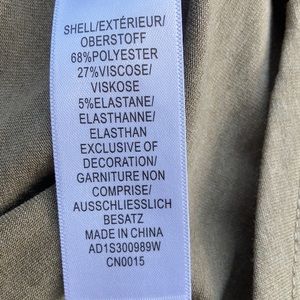 SHELL/EXTÉRIEUR/
OBERSTOFF
68%POLYESTER
27%VISCOSE/
VISKOSE
5%ELASTANE/
ELASTHANNE/
ELASTHAN
EXCLUSIVE OF
DECORATION/
GARNITURE NON
COMPRISE/
AUSSCHLIESSLICH
BESATZ
MADE IN CHINA
AD1S300989W
CN0015